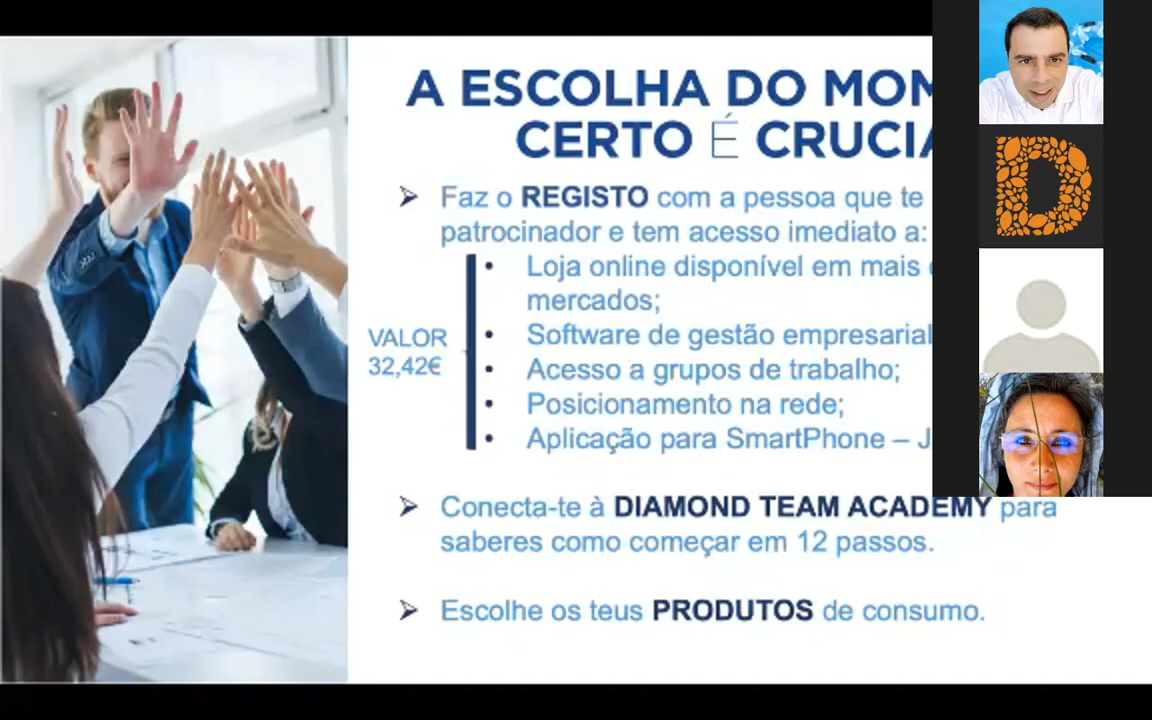 A ESCOLHA DO MOM
CERTO É CRUCIA
Faz o REGISTO com a pessoa que te
patrocinador e tem acesso imediato a:
Loja online disponível em mais
mercados;
VALOR
32,42€
Software de gestão empresarial
Acesso a grupos de trabalho;
Posicionamento na rede;
Aplicação para SmartPhone – J
Conecta-te à DIAMOND TEAM ACADEMY para
saberes como começar em 12 passos.
Escolhe os teus PRODUTOS de consumo.
D